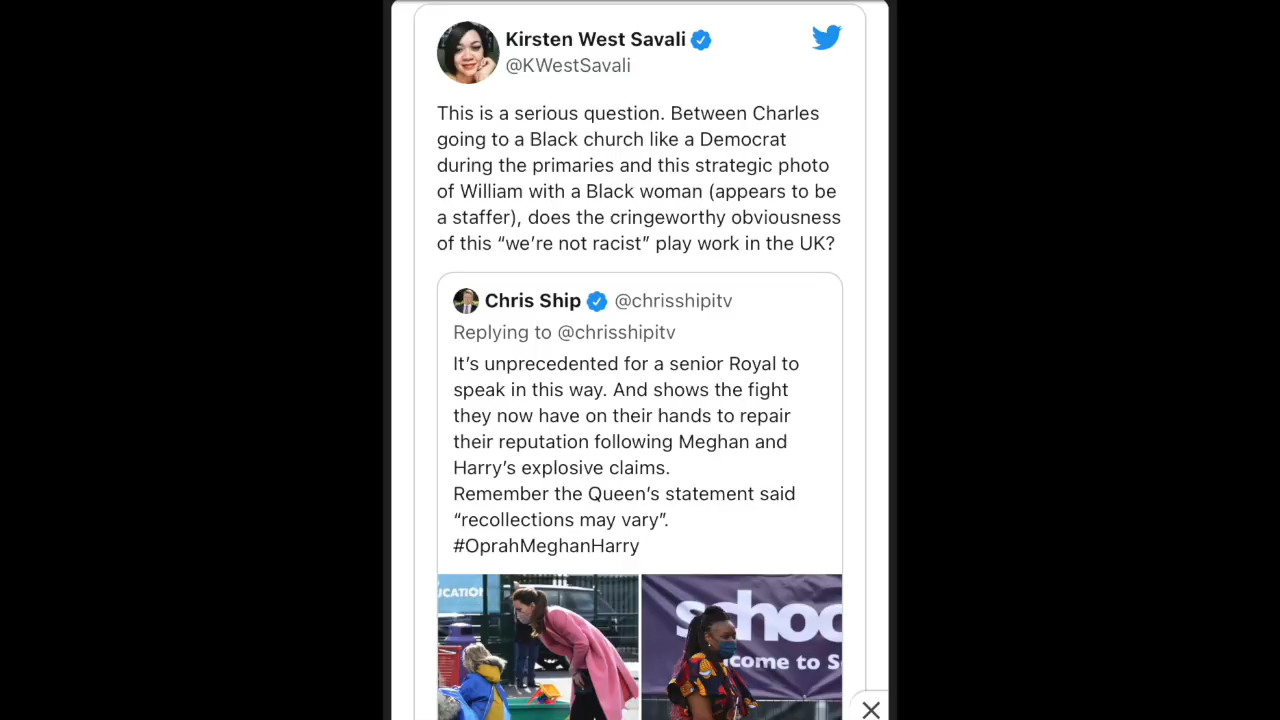 Kirsten West Savali
@KWestSavali
This is a serious question. Between Charles
going to a Black church like a Democrat
during the primaries and this strategic photo
of William with a Black woman (appears to be
a staffer), does the cringeworthy obviousness
of this “we’re not racist” play work in the UK?
Chris Ship @chrisshipitv
Replying to @chrisshipitv
It’s unprecedented for a senior Royal to
speak in this way. And shows the fight
they now have on their hands to repair
their reputation following Meghan and
Harry’s explosive claims.
Remember the Queen’s statement said
“recollections may vary”.
#OprahMeghanHarry
UCATION
schoo
come to S